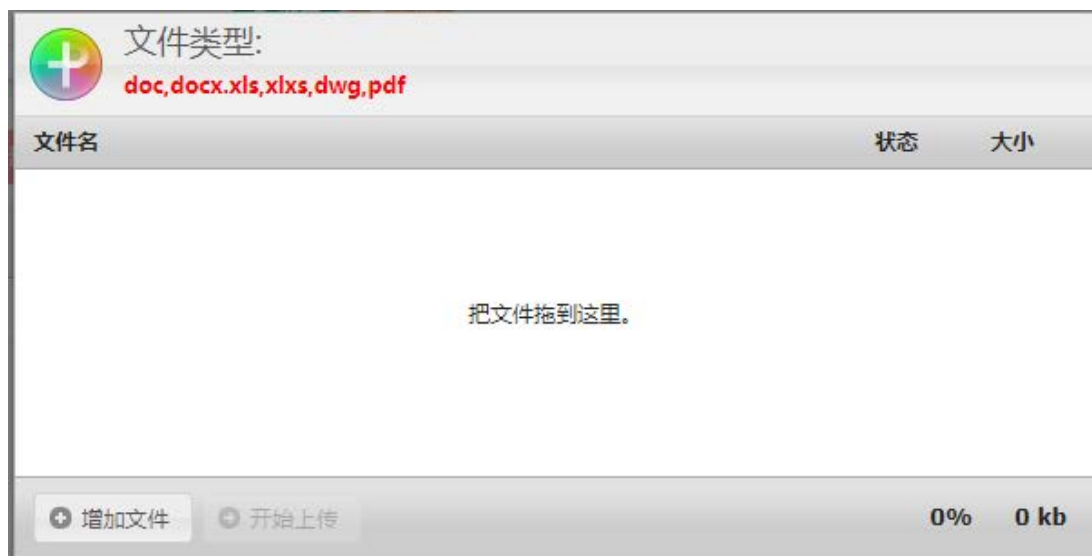 文件类型:
doc,docx.xls,xlxs,dwg,pdf
文件名 状态 大小
把文件拖到这里。
增加文件 开始上传 0% 0 kb